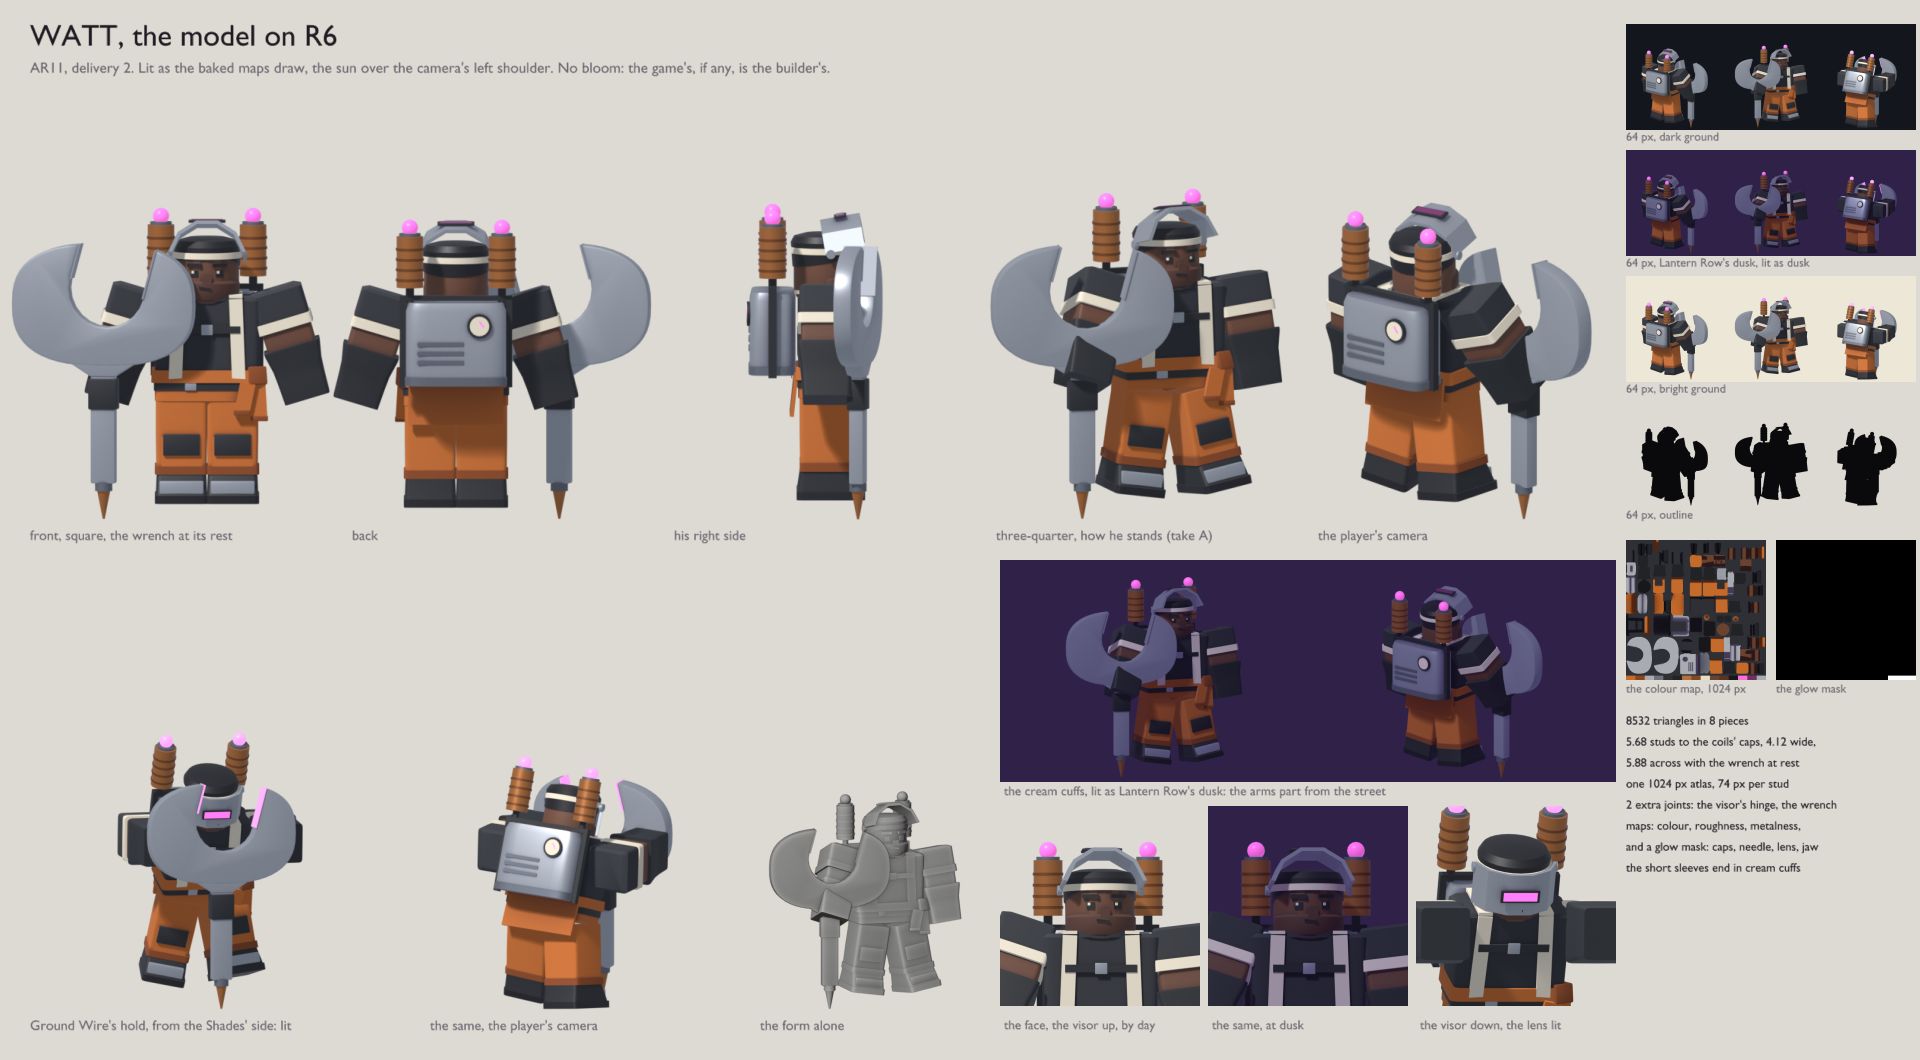 WATT, the model on R6
AR11, delivery 2. Lit as the baked maps draw, the sun over the camera's left shoulder. No bloom: the game's, if any, is the builder's.
front, square, the wrench at its rest
back
his right side
three-quarter, how he stands (take A)
the player's camera
64 px, dark ground
64 px, Lantern Row's dusk, lit as dusk
64 px, bright ground
64 px, outline
the colour map, 1024 px
the glow mask
the cream cuffs, lit as Lantern Row's dusk: the arms part from the street
8532 triangles in 8 pieces
5.68 studs to the coils' caps, 4.12 wide,
5.88 across with the wrench at rest
one 1024 px atlas, 74 px per stud
2 extra joints: the visor's hinge, the wrench
maps: colour, roughness, metalness,
and a glow mask: caps, needle, lens, jaw
the short sleeves end in cream cuffs
Ground Wire's hold, from the Shades' side: lit
the same, the player's camera
the form alone
the face, the visor up, by day
the same, at dusk
the visor down, the lens lit